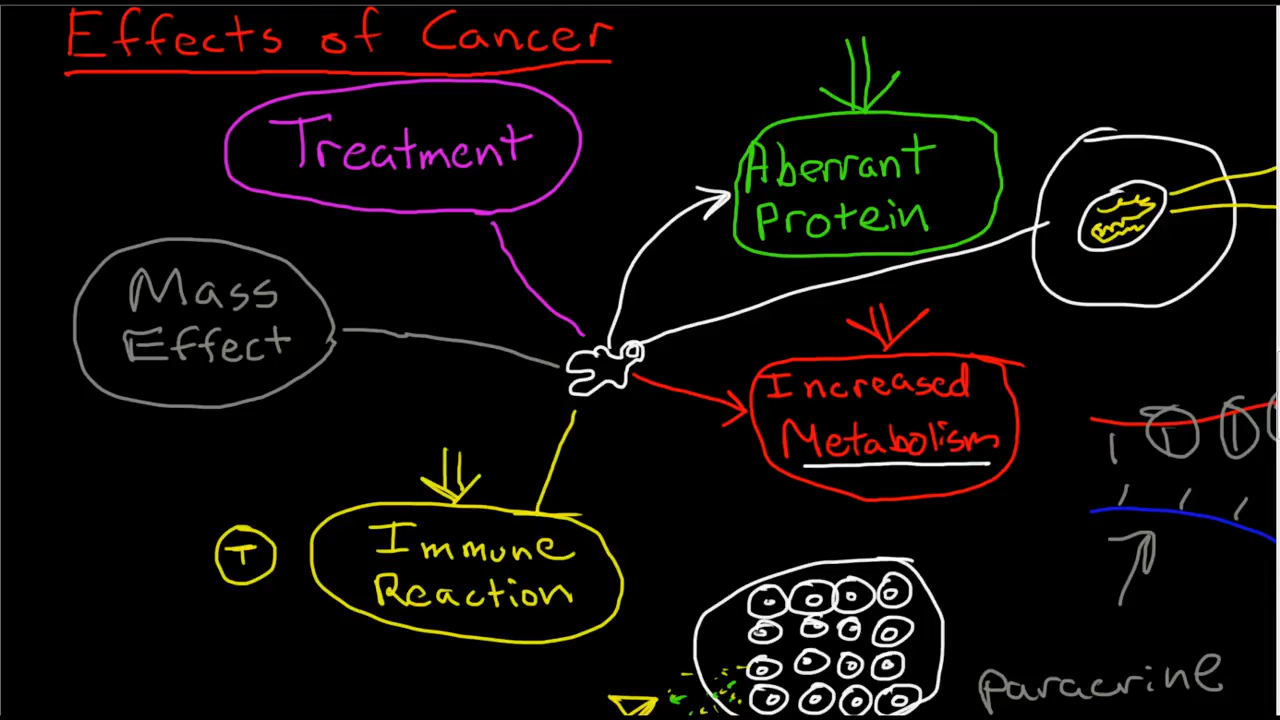 Effects of Cancer
Treatment
Aberrant
Protein
Mass
Effect
Increased
Metabolism
Immune
Reaction
T
paracrine